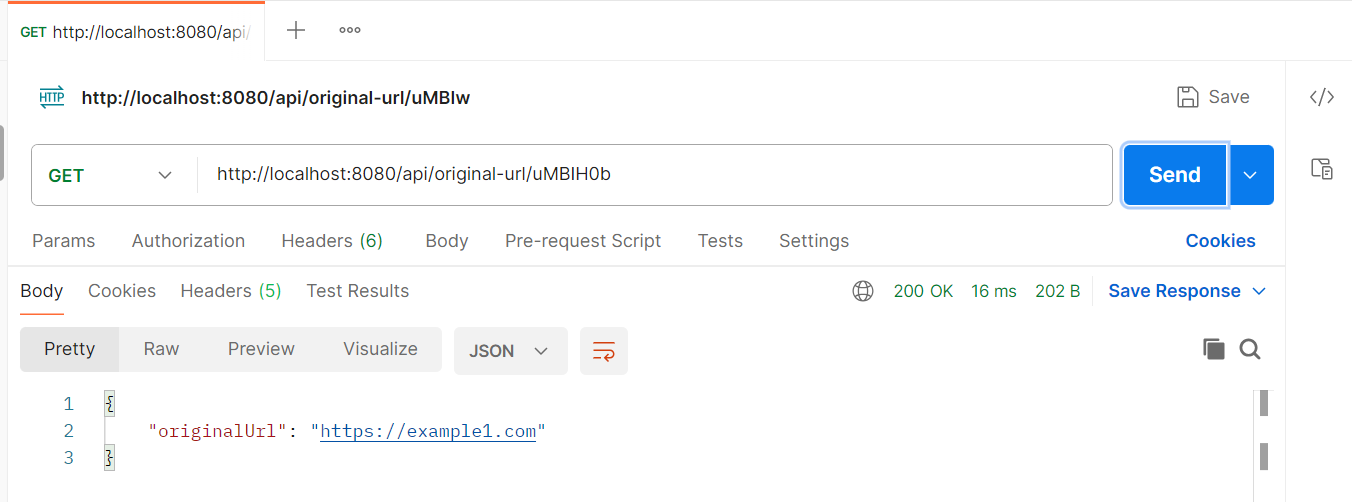 GET http://localhost:8080/api/
HTTP http://localhost:8080/api/original-url/uMBlw Save
GET http://localhost:8080/api/original-url/uMBIH0b Send
Params Authorization Headers (6) Body Pre-request Script Tests Settings Cookies
Body Cookies Headers (5) Test Results 200 OK 16 ms 202 B Save Response
Pretty Raw Preview Visualize JSON
1 {
2 "originalUrl": "https://example1.com"
3 }